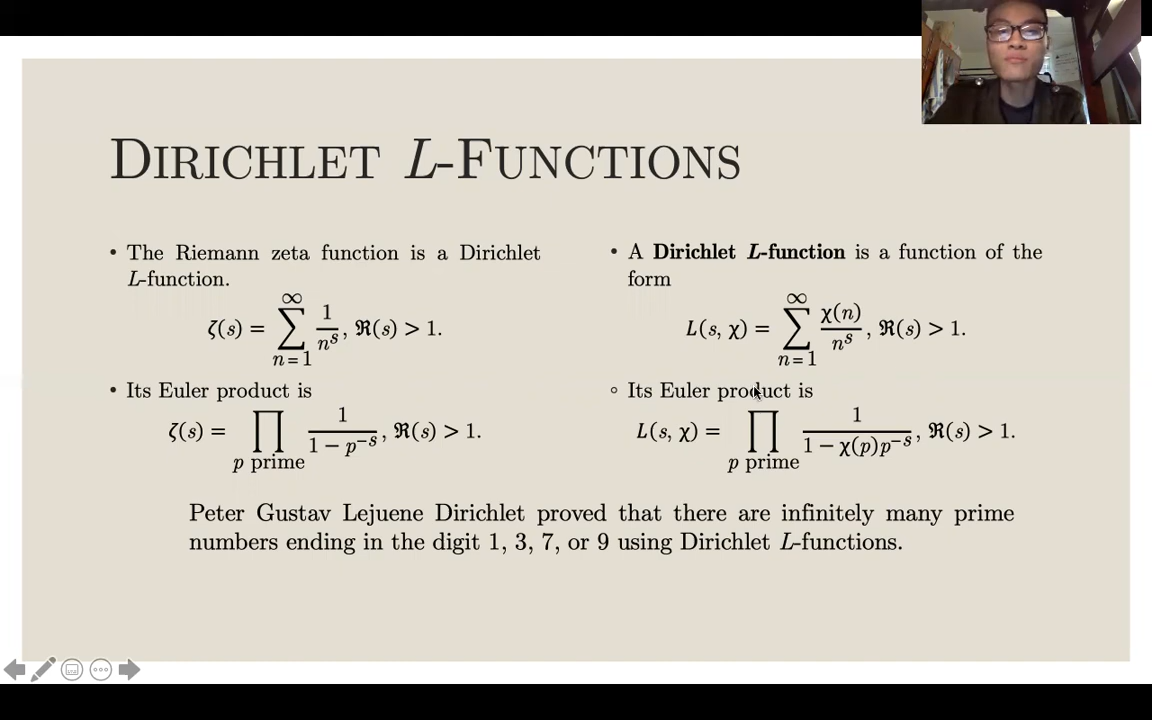 DIRICHLET L-FUNCTIONS
• The Riemann zeta function is a Dirichlet
L-function.
ζ(s) = ∑_{n=1}^{∞} 1/n^s, ℜ(s) > 1.
• Its Euler product is
ζ(s) = ∏_{p prime} 1/(1 − p^{−s}), ℜ(s) > 1.
• A Dirichlet L-function is a function of the
form
L(s, χ) = ∑_{n=1}^{∞} χ(n)/n^s, ℜ(s) > 1.
○ Its Euler product is
L(s, χ) = ∏_{p prime} 1/(1 − χ(p)p^{−s}), ℜ(s) > 1.
Peter Gustav Lejuene Dirichlet proved that there are infinitely many prime
numbers ending in the digit 1, 3, 7, or 9 using Dirichlet L-functions.